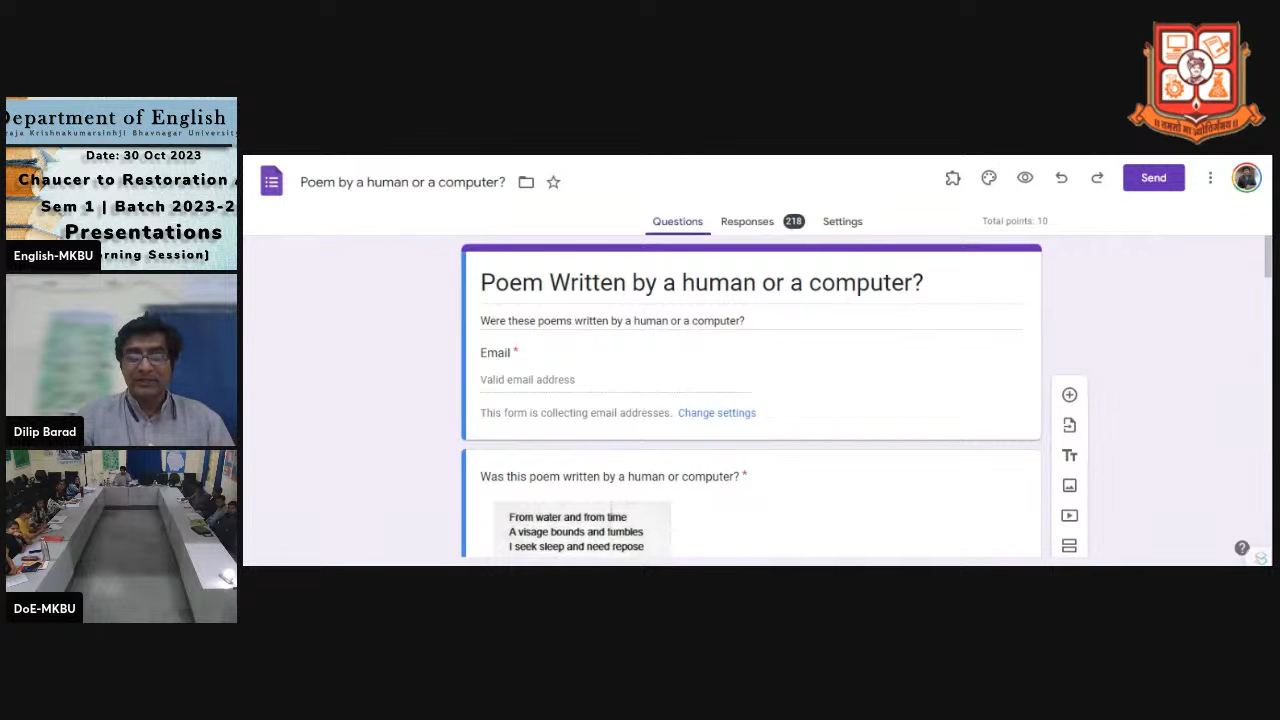 Department of English
Date: 30 Oct 2023
Chaucer to Restoration
Sem 1 | Batch 2023-2
Presentations
English-MKBU
Dilip Barad
DoE-MKBU
|| तमसो मा ज्योतिर्गमय ||
Poem by a human or a computer?
Send
Questions
Responses 218
Settings
Total points: 10
Poem Written by a human or a computer?
Were these poems written by a human or a computer?
Email *
Valid email address
This form is collecting email addresses. Change settings
Was this poem written by a human or computer? *
From water and from time
A visage bounds and tumbles
I seek sleep and need repose
Tт
?